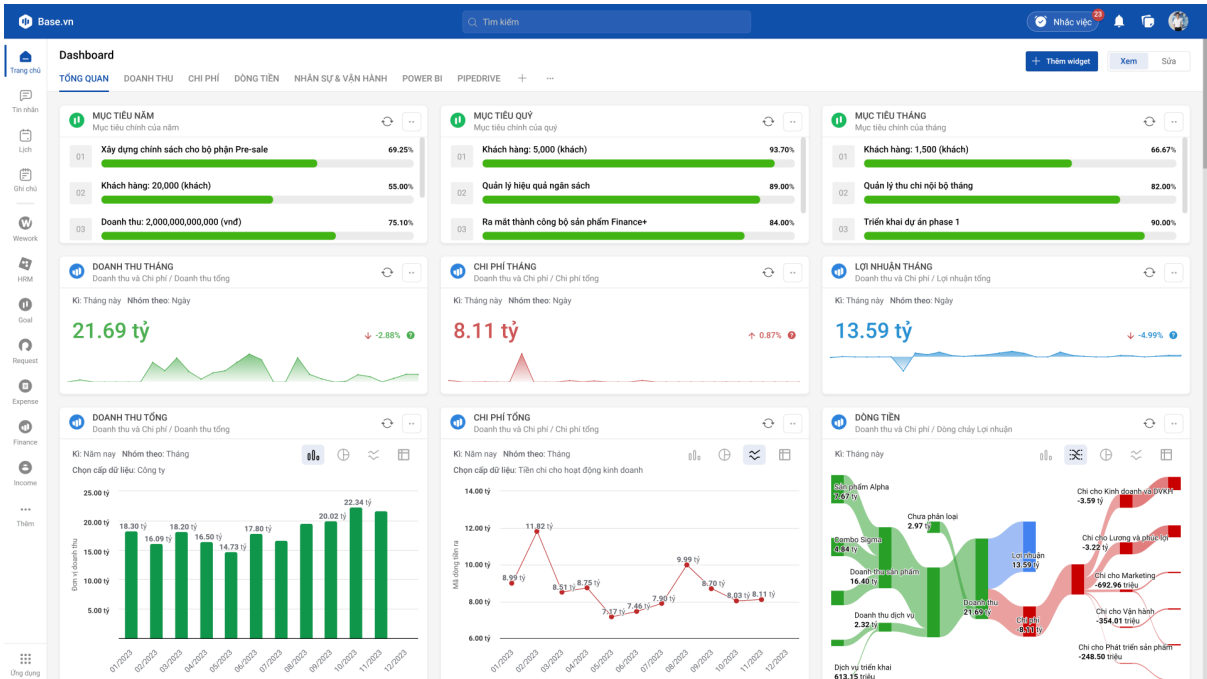 Base.vn
Tìm kiếm
Nhắc việc
23
Trang chủ
Tin nhắn
Lịch
Ghi chú
Wework
HRM
Goal
Request
Expense
Finance
Income
Thêm
Ứng dụng
Dashboard
TỔNG QUAN DOANH THU CHI PHÍ DÒNG TIỀN NHÂN SỰ & VẬN HÀNH POWER BI PIPEDRIVE
+ Thêm widget
Xem Sửa
MỤC TIÊU NĂM
Mục tiêu chính của năm
01 Xây dựng chính sách cho bộ phận Pre-sale 69.25%
02 Khách hàng: 20,000 (khách) 55.00%
03 Doanh thu: 2,000,000,000,000 (vnđ) 75.10%
MỤC TIÊU QUÝ
Mục tiêu chính của quý
01 Khách hàng: 5,000 (khách) 93.70%
02 Quản lý hiệu quả ngân sách 89.00%
03 Ra mắt thành công bộ sản phẩm Finance+ 84.00%
MỤC TIÊU THÁNG
Mục tiêu chính của tháng
01 Khách hàng: 1,500 (khách) 66.67%
02 Quản lý thu chi nội bộ tháng 82.00%
03 Triển khai dự án phase 1 90.00%
DOANH THU THÁNG
Doanh thu và Chi phí / Doanh thu tổng
Kì: Tháng này Nhóm theo: Ngày
21.69 tỷ
-2.88%
CHI PHÍ THÁNG
Doanh thu và Chi phí / Chi phí tổng
Kì: Tháng này Nhóm theo: Ngày
8.11 tỷ
0.87%
LỢI NHUẬN THÁNG
Doanh thu và Chi phí / Lợi nhuận tổng
Kì: Tháng này Nhóm theo: Ngày
13.59 tỷ
-4.99%
DOANH THU TỔNG
Doanh thu và Chi phí / Doanh thu tổng
Kì: Năm nay Nhóm theo: Tháng
Chọn cấp dữ liệu: Công ty
Đơn vị doanh thu
25.00 tỷ
20.00 tỷ
15.00 tỷ
10.00 tỷ
5.00 tỷ
18.30 tỷ
16.09 tỷ
18.20 tỷ
16.50 tỷ
14.73 tỷ
17.80 tỷ
20.02 tỷ
22.34 tỷ
01/2023 02/2023 03/2023 04/2023 05/2023 06/2023 07/2023 08/2023 09/2023 10/2023 11/2023 12/2023
CHI PHÍ TỔNG
Doanh thu và Chi phí / Chi phí tổng
Kì: Năm nay Nhóm theo: Tháng
Chọn cấp dữ liệu: Tiền chi cho hoạt động kinh doanh
Mã dòng tiền ra
14.00 tỷ
12.00 tỷ
10.00 tỷ
8.00 tỷ
6.00 tỷ
8.99 tỷ
11.82 tỷ
8.51 tỷ
8.75 tỷ
7.17 tỷ
7.46 tỷ
7.90 tỷ
9.99 tỷ
8.70 tỷ
8.03 tỷ
8.11 tỷ
01/2023 02/2023 03/2023 04/2023 05/2023 06/2023 07/2023 08/2023 09/2023 10/2023 11/2023 12/2023
DÒNG TIỀN
Doanh thu và Chi phí / Dòng chảy Lợi nhuận
Kì: Tháng này
Sản phẩm Alpha
7.67 tỷ
Combo Sigma
4.84 tỷ
Doanh thu sản phẩm
16.40 tỷ
Doanh thu dịch vụ
2.32 tỷ
Dịch vụ triển khai
613.15 triệu
Chưa phân loại
2.97 tỷ
Doanh thu
21.69 tỷ
Lợi nhuận
13.59 tỷ
Chi phí
-8.11 tỷ
Chi cho Kinh doanh và DVKH
-3.59 tỷ
Chi cho Lương và phúc lợi
-3.22 tỷ
Chi cho Marketing
-692.96 triệu
Chi cho Vận hành
-354.01 triệu
Chi cho Phát triển sản phẩm
-248.50 triệu